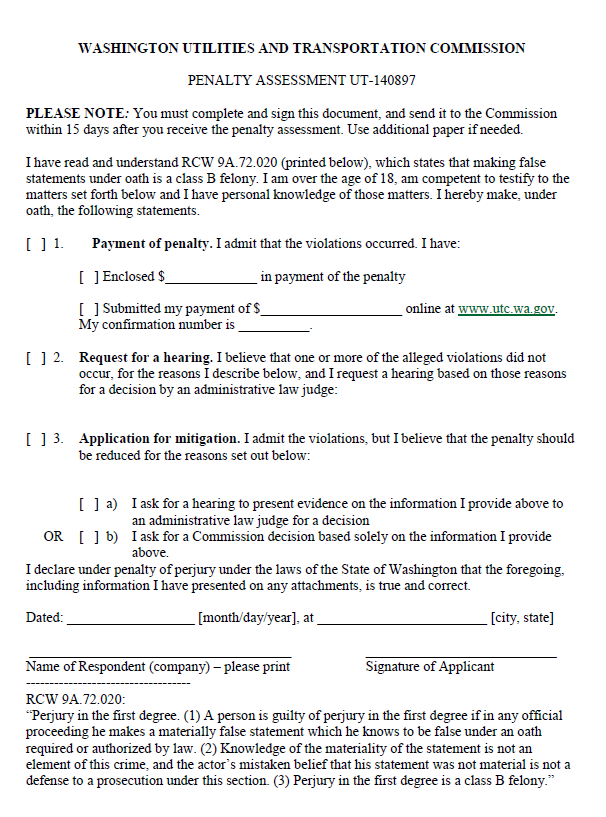 WASHINGTON UTILITIES AND TRANSPORTATION COMMISSION
PENALTY ASSESSMENT UT-140897
PLEASE NOTE: You must complete and sign this document, and send it to the Commission
within 15 days after you receive the penalty assessment. Use additional paper if needed.
I have read and understand RCW 9A.72.020 (printed below), which states that making false
statements under oath is a class B felony. I am over the age of 18, am competent to testify to the
matters set forth below and I have personal knowledge of those matters. I hereby make, under
oath, the following statements.
[ ] 1. Payment of penalty. I admit that the violations occurred. I have:
[ ] Enclosed $______________ in payment of the penalty
[ ] Submitted my payment of $_____________________ online at www.utc.wa.gov.
My confirmation number is __________.
[ ] 2. Request for a hearing. I believe that one or more of the alleged violations did not
occur, for the reasons I describe below, and I request a hearing based on those reasons
for a decision by an administrative law judge:
[ ] 3. Application for mitigation. I admit the violations, but I believe that the penalty should
be reduced for the reasons set out below:
[ ] a) I ask for a hearing to present evidence on the information I provide above to
an administrative law judge for a decision
OR [ ] b) I ask for a Commission decision based solely on the information I provide
above.
I declare under penalty of perjury under the laws of the State of Washington that the foregoing,
including information I have presented on any attachments, is true and correct.
Dated: ___________________ [month/day/year], at _________________________ [city, state]
_______________________________________ ____________________________
Name of Respondent (company) – please print Signature of Applicant
-----------------------------------
RCW 9A.72.020:
“Perjury in the first degree. (1) A person is guilty of perjury in the first degree if in any official
proceeding he makes a materially false statement which he knows to be false under an oath
required or authorized by law. (2) Knowledge of the materiality of the statement is not an
element of this crime, and the actor’s mistaken belief that his statement was not material is not a
defense to a prosecution under this section. (3) Perjury in the first degree is a class B felony.”